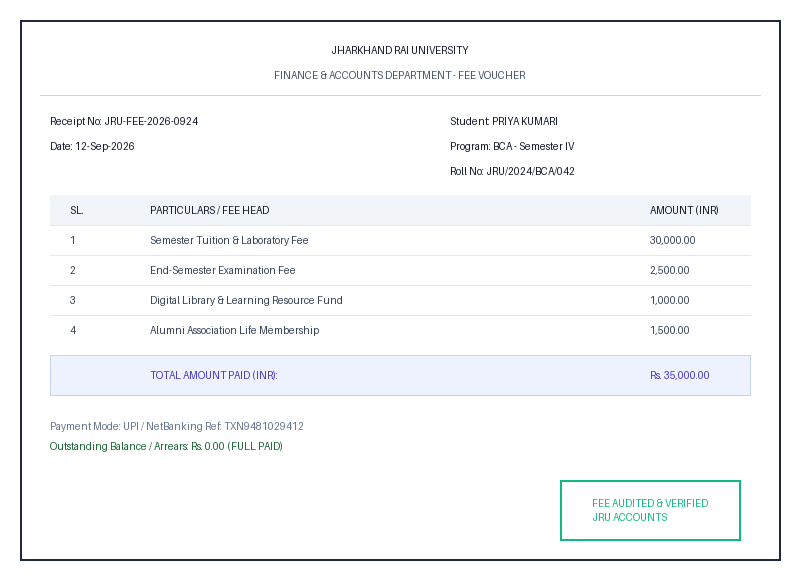 JHARKHAND RAI UNIVERSITY
FINANCE & ACCOUNTS DEPARTMENT - FEE VOUCHER
Receipt No: JRU-FEE-2026-0924
Student: PRIYA KUMARI
Date: 12-Sep-2026
Program: BCA - Semester IV
Roll No: JRU/2024/BCA/042
SL. PARTICULARS / FEE HEAD AMOUNT (INR)
1 Semester Tuition & Laboratory Fee 30,000.00
2 End-Semester Examination Fee 2,500.00
3 Digital Library & Learning Resource Fund 1,000.00
4 Alumni Association Life Membership 1,500.00
TOTAL AMOUNT PAID (INR): Rs. 35,000.00
Payment Mode: UPI / NetBanking Ref: TXN9481029412
Outstanding Balance / Arrears: Rs. 0.00 (FULL PAID)
FEE AUDITED & VERIFIED
JRU ACCOUNTS